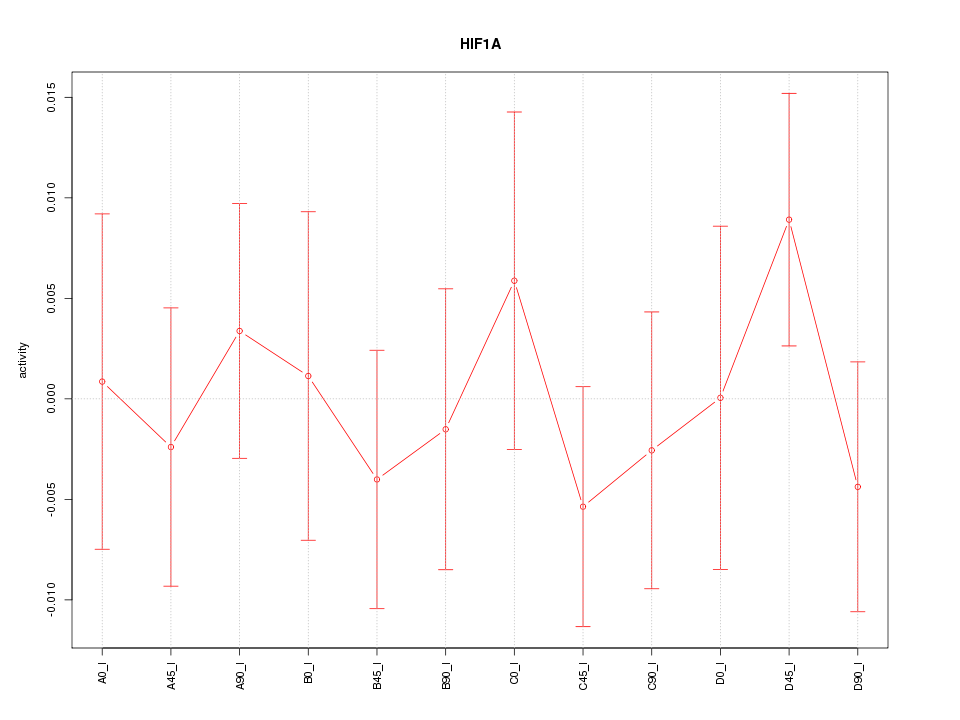 HIF1A
activity
0.015
0.010
0.005
0.000
-0.005
-0.010
A0_I
A45_I
A90_I
B0_I
B45_I
B90_I
C0_I
C45_I
C90_I
D0_I
D45_I
D90_I